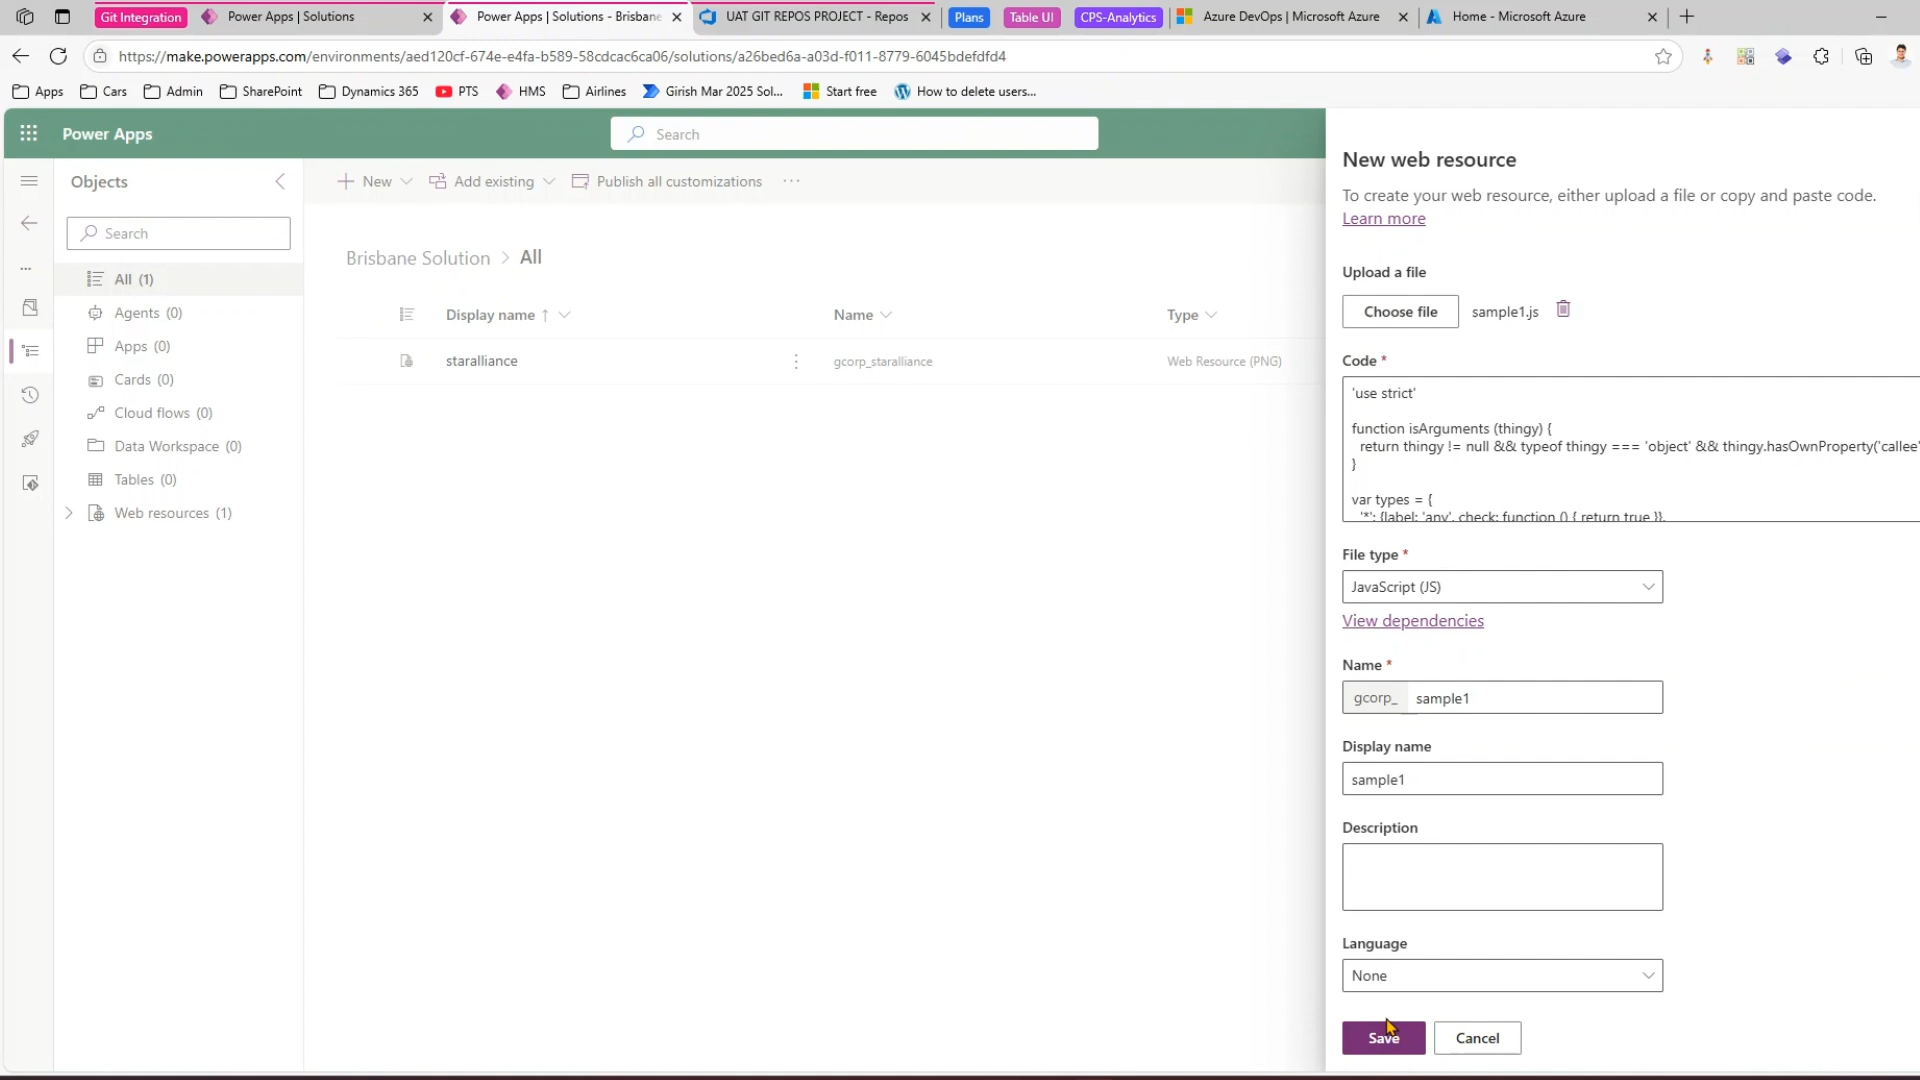 Git Integration
Power Apps | Solutions
Power Apps | Solutions - Brisbane
UAT GIT REPOS PROJECT - Repos
Plans
Table UI
CPS-Analytics
Azure DevOps | Microsoft Azure
Home - Microsoft Azure
https://make.powerapps.com/environments/aed120cf-674e-e4fa-b589-58cdcac6ca06/solutions/a26bed6a-a03d-f011-8779-6045bdefdfd4
Apps
Cars
Admin
SharePoint
Dynamics 365
PTS
HMS
Airlines
Girish Mar 2025 Sol...
Start free
How to delete users...
Power Apps
Search
Objects
Search
All (1)
Agents (0)
Apps (0)
Cards (0)
Cloud flows (0)
Data Workspace (0)
Tables (0)
Web resources (1)
New
Add existing
Publish all customizations
...
Brisbane Solution > All
Display name ↑
Name
Type
staralliance
gcorp_staralliance
Web Resource (PNG)
New web resource
To create your web resource, either upload a file or copy and paste code.
Learn more
Upload a file
Choose file
sample1.js
Code *
'use strict'
function isArguments (thingy) {
return thingy != null && typeof thingy === 'object' && thingy.hasOwnProperty('callee'
}
var types = {
'*': {label: 'any', check: function () { return true }},
File type *
JavaScript (JS)
View dependencies
Name *
gcorp_ sample1
Display name
sample1
Description
Language
None
Save
Cancel